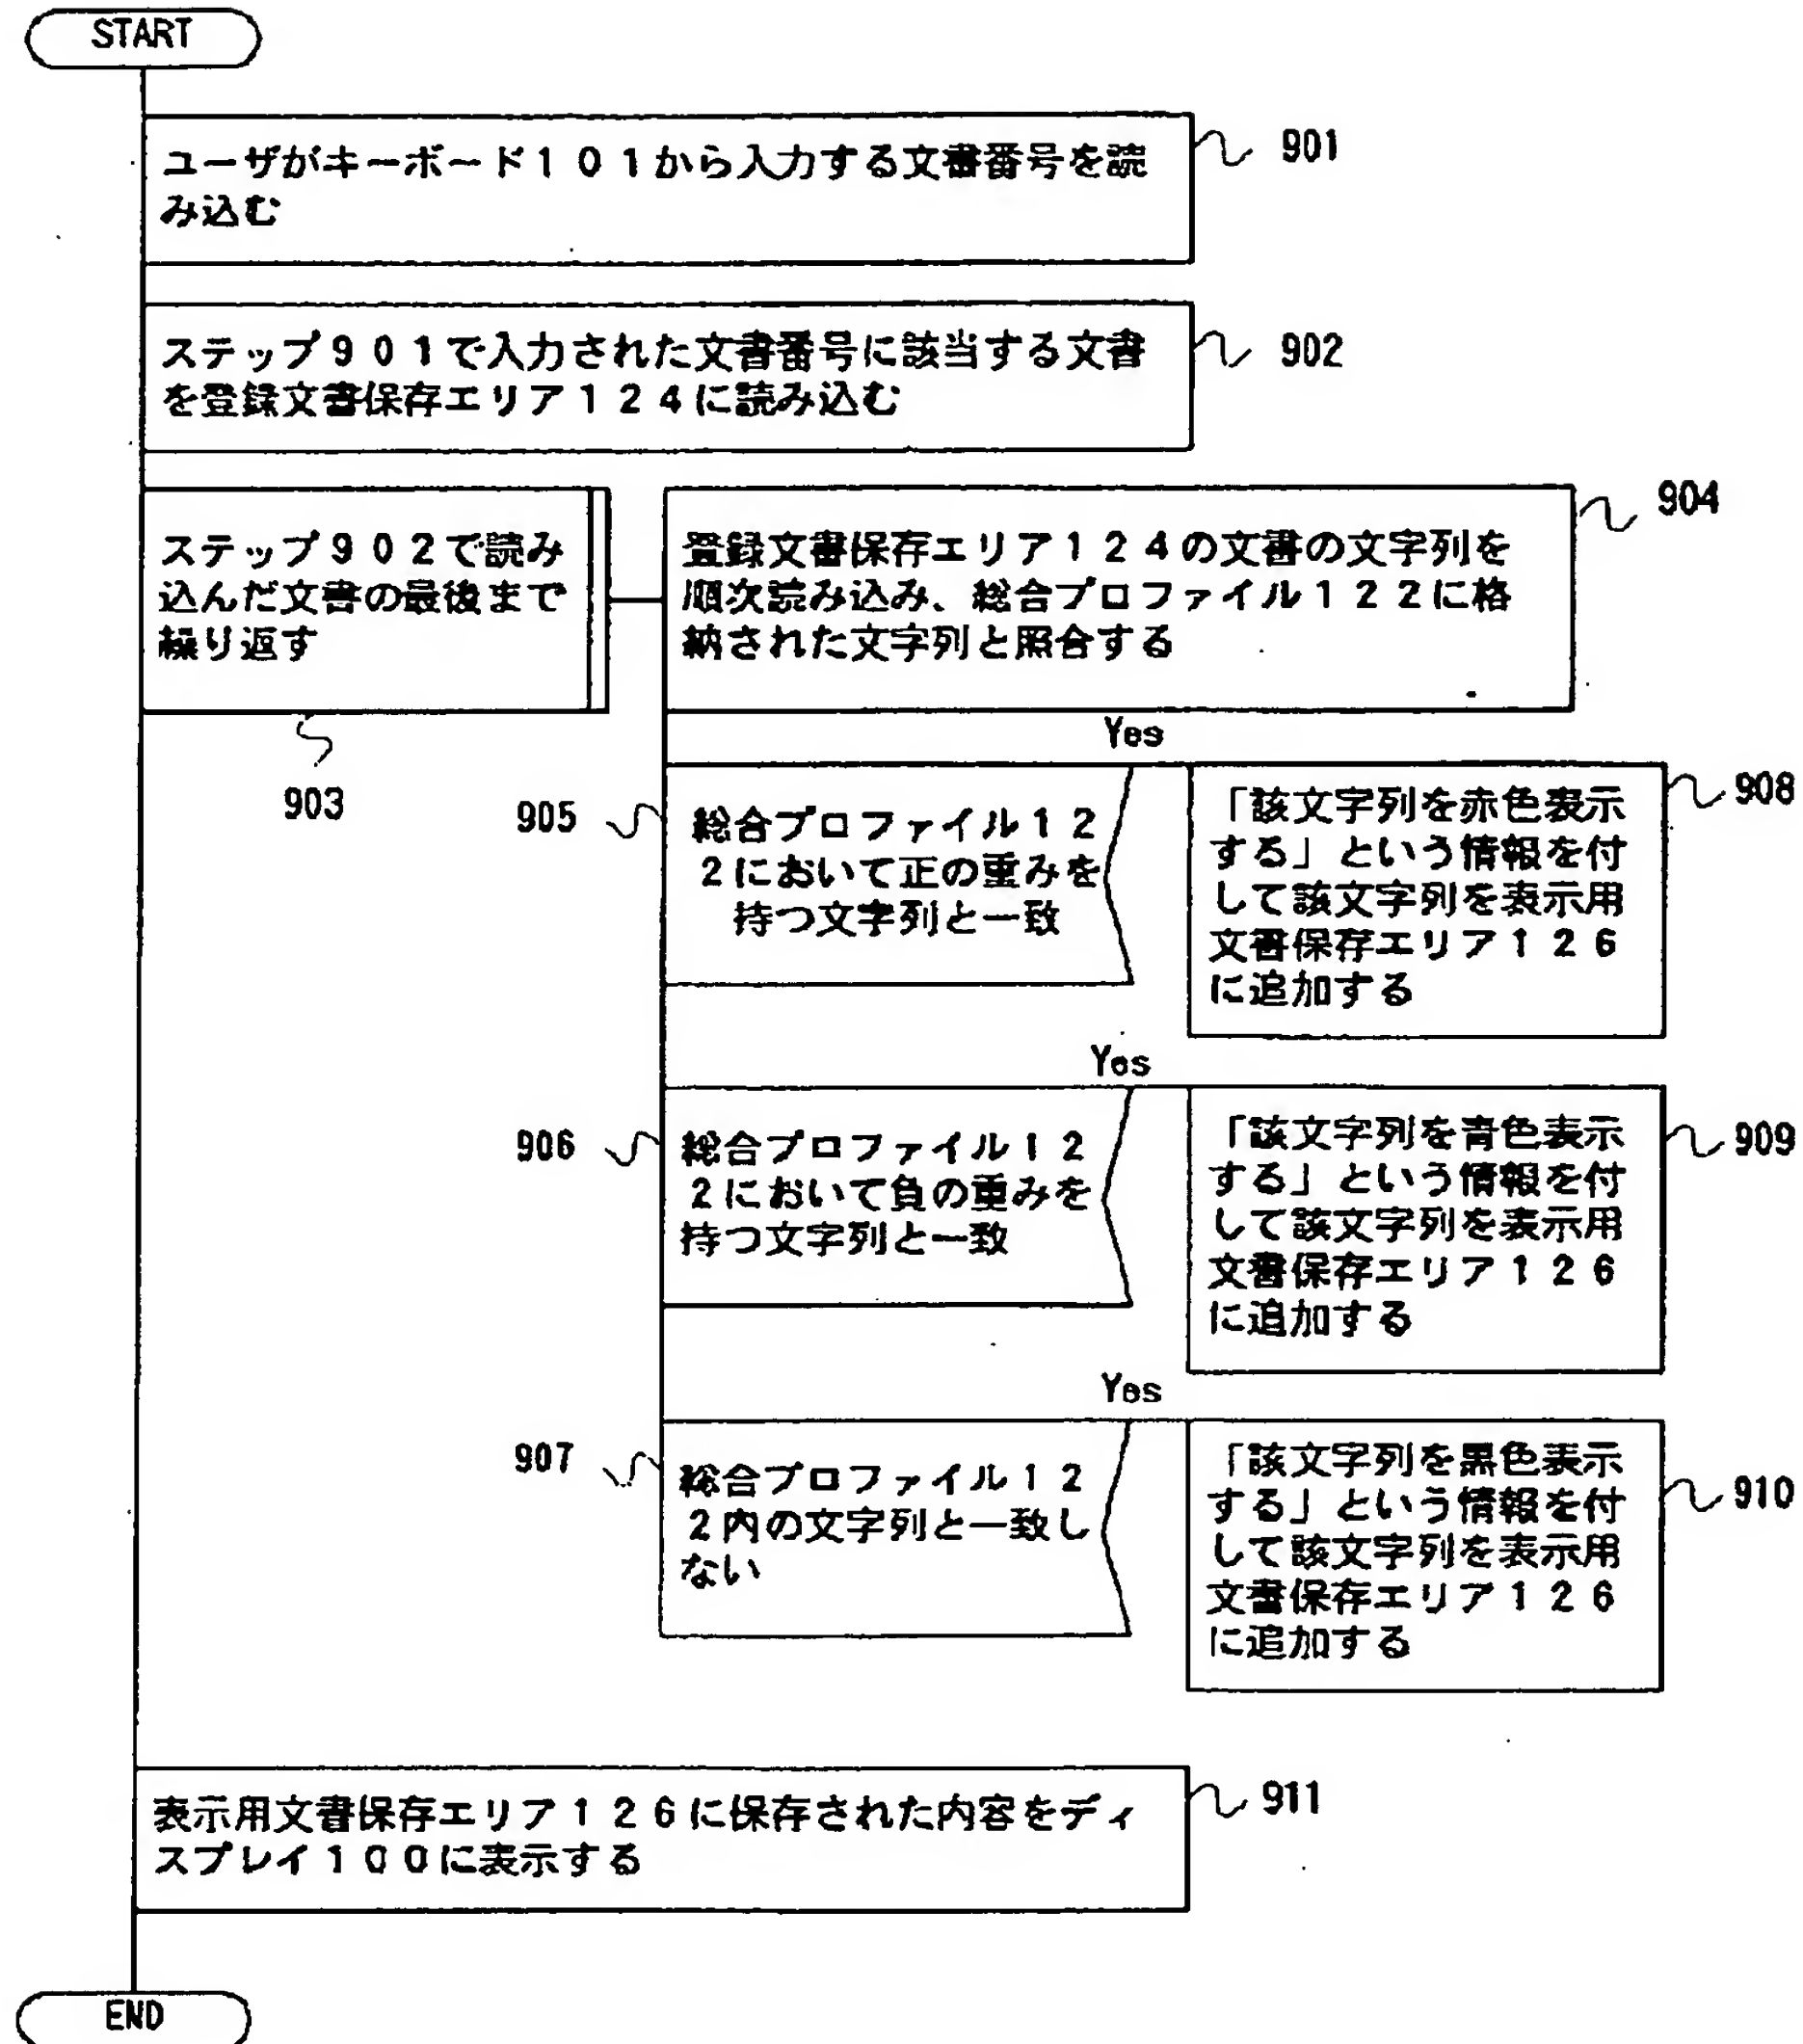 START
ユーザがキーボード１０１から入力する文書番号を読
み込む
901
ステップ９０１で入力された文書番号に該当する文書
を登録文書保存エリア１２４に読み込む
902
ステップ９０２で読み
込んだ文書の最後まで
繰り返す
903
登録文書保存エリア１２４の文書の文字列を
順次読み込み、総合プロファイル１２２に格
納された文字列と照合する
904
Yes
905
総合プロファイル１２
２において正の重みを
持つ文字列と一致
「該文字列を赤色表示
する」という情報を付
して該文字列を表示用
文書保存エリア１２６
に追加する
908
Yes
906
総合プロファイル１２
２において負の重みを
持つ文字列と一致
「該文字列を青色表示
する」という情報を付
して該文字列を表示用
文書保存エリア１２６
に追加する
909
Yes
907
総合プロファイル１２
２内の文字列と一致し
ない
「該文字列を黒色表示
する」という情報を付
して該文字列を表示用
文書保存エリア１２６
に追加する
910
表示用文書保存エリア１２６に保存された内容をディ
スプレイ１００に表示する
911
END